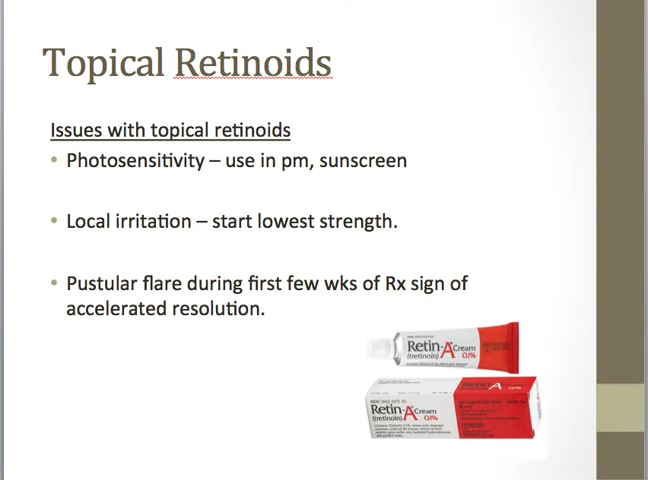 Topical Retinoids
Issues with topical retinoids
• Photosensitivity – use in pm, sunscreen
• Local irritation – start lowest strength.
• Pustular flare during first few wks of Rx sign of
accelerated resolution.
Retin-A Cream
(tretinoin) 0.1%
Retin-A Cream
(tretinoin) 0.1%